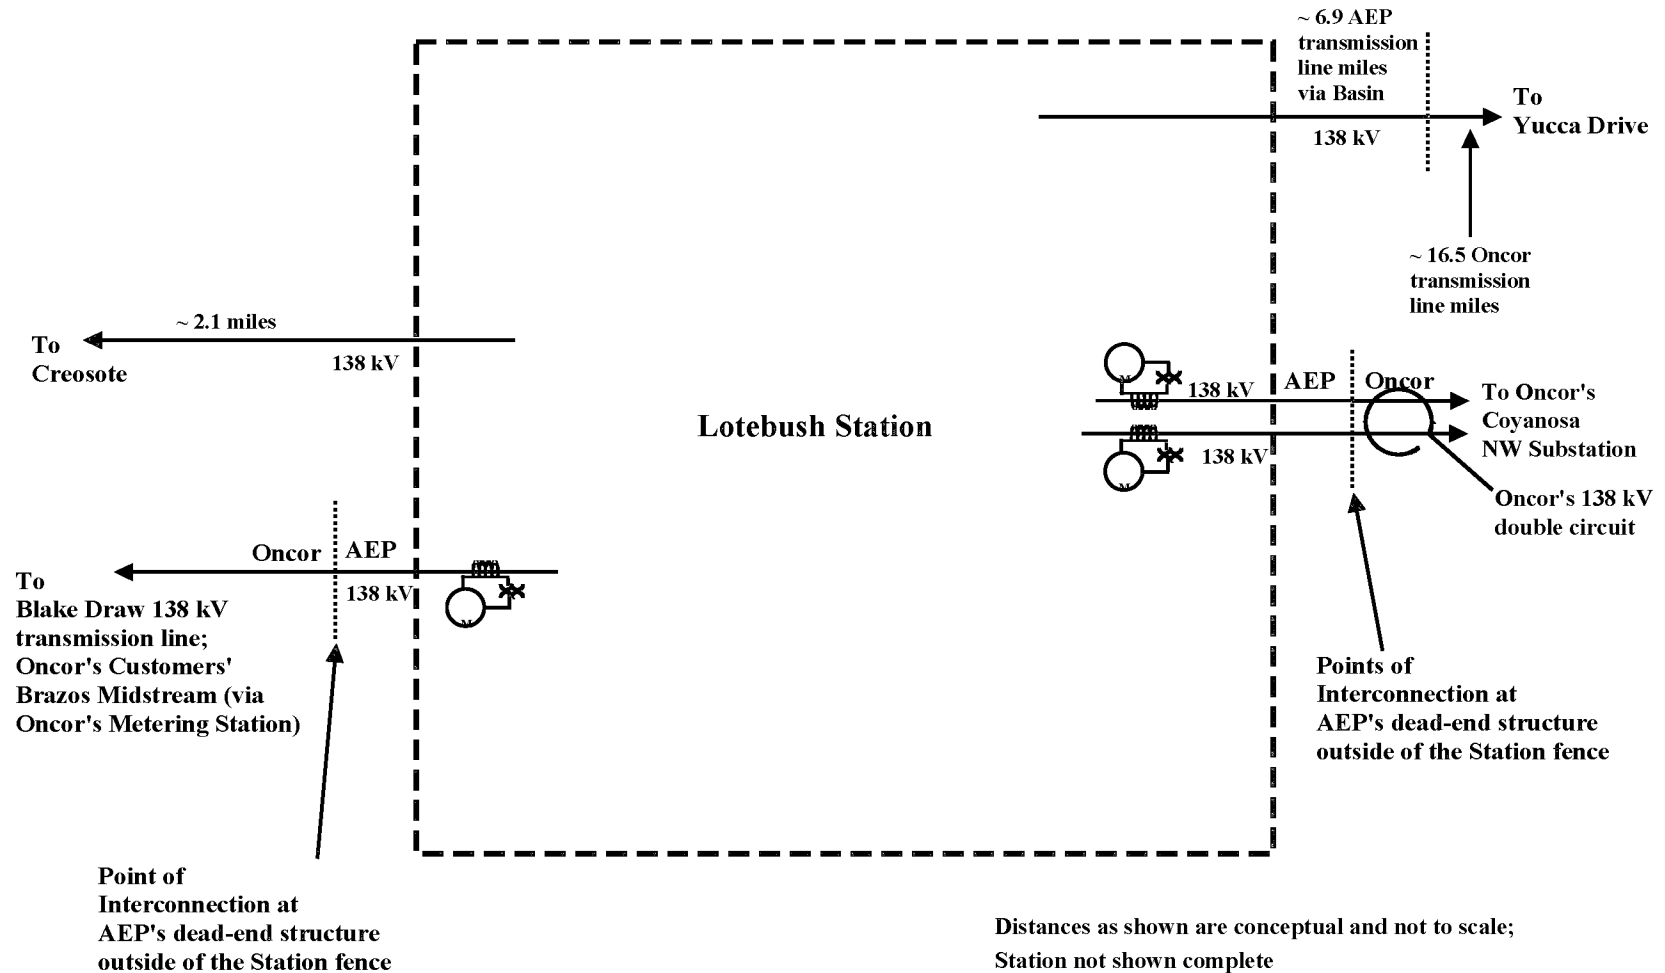 ~ 6.9 AEP
transmission
line miles
via Basin
138 kV
To
Yucca Drive
~ 16.5 Oncor
transmission
line miles
~ 2.1 miles
To
Creosote
138 kV
Lotebush Station
M
138 kV
AEP
Oncor
To Oncor's
Coyanosa
NW Substation
M
138 kV
Oncor's 138 kV
double circuit
Oncor
AEP
138 kV
M
To
Blake Draw 138 kV
transmission line;
Oncor's Customers'
Brazos Midstream (via
Oncor's Metering Station)
Points of
Interconnection at
AEP's dead-end structure
outside of the Station fence
Point of
Interconnection at
AEP's dead-end structure
outside of the Station fence
Distances as shown are conceptual and not to scale;
Station not shown complete